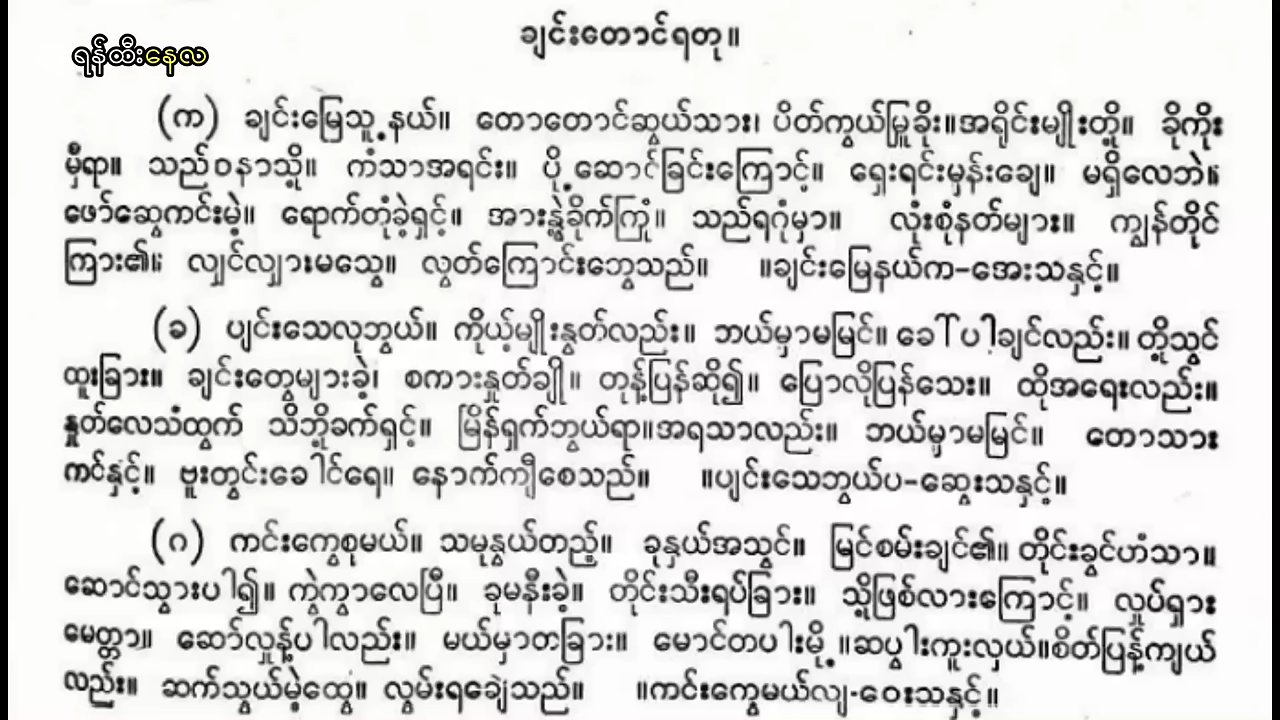 ချင်းတောင်ရတု။
ရန်ထီးနေလ
(က) ချင်းမြေသူ့နယ်။ တောတောင်ဆွယ်သား၊ ပိတ်ကွယ်မြူခိုး။အရိုင်းမျိုးတို့။ ခိုကိုး
မှီရာ။ သည်ဝနာသို့။ ကံသာအရင်း။ ပို့ဆောင်ခြင်းကြောင့်။ ရှေးရင်းမှန်းချေ။ မရှိလေဘဲ။
ဖော်ဆွေကင်းမဲ့။ ရောက်တုံခဲ့ရှင့်။ အားနွဲ့ခိုက်ကြုံ။ သည်ရဂုံမှာ။ လုံးစုံနတ်များ။ ကျွန်တိုင်
ကြား၏။ လျှင်လျှားမသွေ။ လွတ်ကြောင်းဘွေသည်။ ။ချင်းမြေနယ်က-အေးသနှင့်။
(ခ) ပျင်းသေလုဘွယ်။ ကိုယ့်မျိုးနွတ်လည်း။ ဘယ်မှာမမြင်။ ခေါ်ပါချင်လည်း။ တို့သွင်
ထူးခြား။ ချင်းတွေများခဲ့၊ စကားနှုတ်ချို။ တုန့်ပြန်ဆို၍။ ပြောလိုပြန်သေး။ ထိုအရေးလည်း။
နှုတ်လေသံထွက် သိဘို့ခက်ရှင့်။ မြိန်ရှက်ဘွယ်ရာ။အရသာလည်း။ ဘယ်မှာမမြင်။ တောသား
ကင်နှင့်။ ဗူးတွင်းခေါင်ရေ။ နောက်ကျိစေသည်။ ။ပျင်းသေဘွယ်ပ-ဆွေးသနှင့်။
(ဂ) ကင်းကွေစုမယ်။ သမုနွယ်တည့်။ ခုနှယ်အသွင်။ မြင်စမ်းချင်၏။ တိုင်းခွင်ဟံသာ။
ဆောင်သွားပါ၍။ ကွဲကွာလေပြီ။ ခုမနီးခဲ့။ တိုင်းသီးရပ်ခြား။ သို့ဖြစ်လားကြောင့်။ လှုပ်ရှား
မေတ္တာ။ ဆော်လှုန့်ပါလည်း။ မယ်မှာတခြား။ မောင်တပါးမို့။ဆပွါးကူးလှယ်။စိတ်ပြန့်ကျယ်
လည်း။ ဆက်သွယ်မဲ့ထွေ။ လွမ်းရချေသည်။ ။ကင်းကွေမယ်လျ-ဝေးသနှင့်။